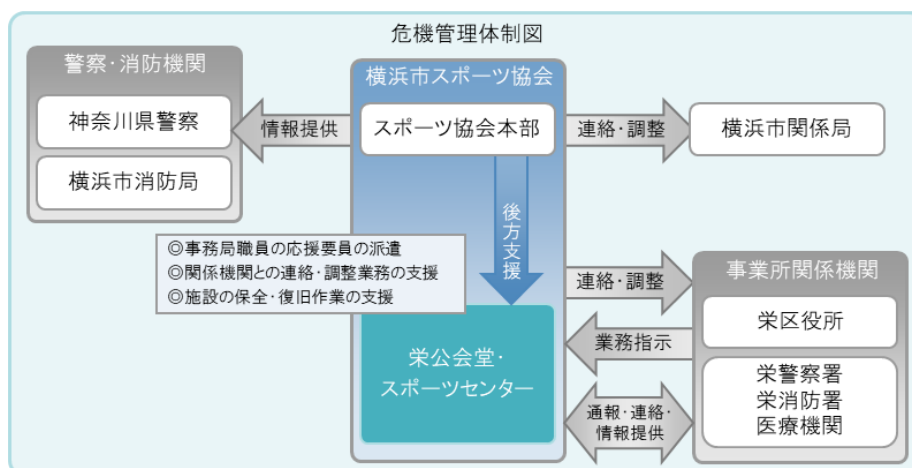 危機管理体制図
警察・消防機関
神奈川県警察
横浜市消防局
情報提供
横浜市スポーツ協会
スポーツ協会本部
連絡・調整
横浜市関係局
後方支援
◎事務局職員の応援要員の派遣
◎関係機関との連絡・調整業務の支援
◎施設の保全・復旧作業の支援
栄公会堂・
スポーツセンター
連絡・調整
業務指示
通報・連絡・
情報提供
事業所関係機関
栄区役所
栄警察署
栄消防署
医療機関